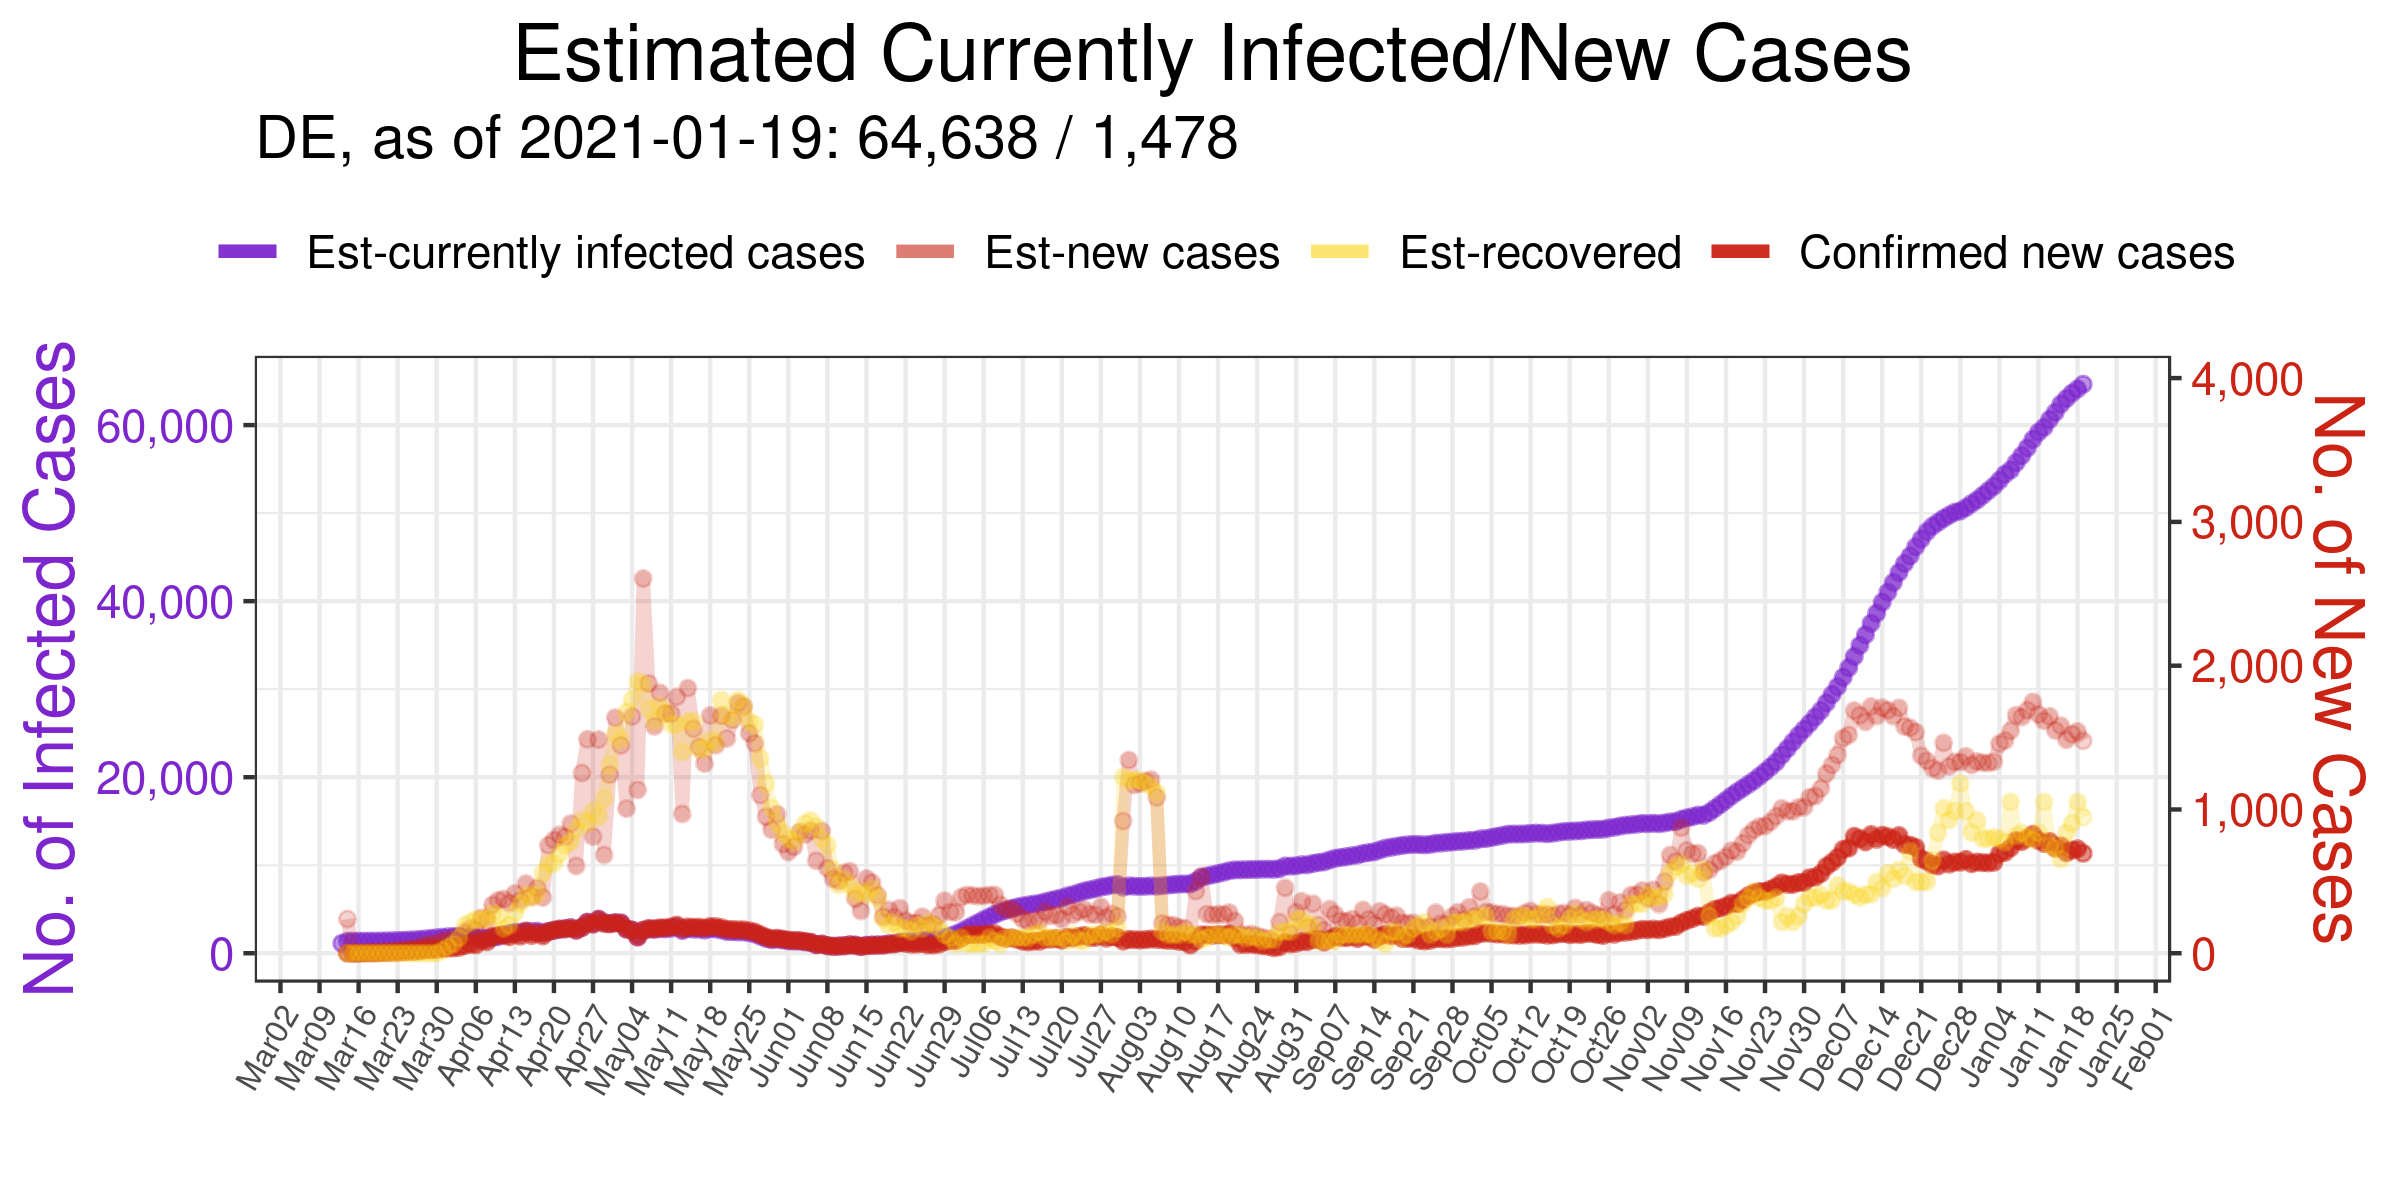 Estimated Currently Infected/New Cases
DE, as of 2021-01-19: 64,638 / 1,478
Est-currently infected cases Est-new cases Est-recovered Confirmed new cases
No. of Infected Cases
60,000
40,000
20,000
0
4,000
3,000
2,000
1,000
0
No. of New Cases
Mar02 Mar09 Mar16 Mar23 Mar30 Apr06 Apr13 Apr20 Apr27 May04 May11 May18 May25 Jun01 Jun08 Jun15 Jun22 Jun29 Jul06 Jul13 Jul20 Jul27 Aug03 Aug10 Aug17 Aug24 Aug31 Sep07 Sep14 Sep21 Sep28 Oct05 Oct12 Oct19 Oct26 Nov02 Nov09 Nov16 Nov23 Nov30 Dec07 Dec14 Dec21 Dec28 Jan04 Jan11 Jan18 Jan25 Feb01